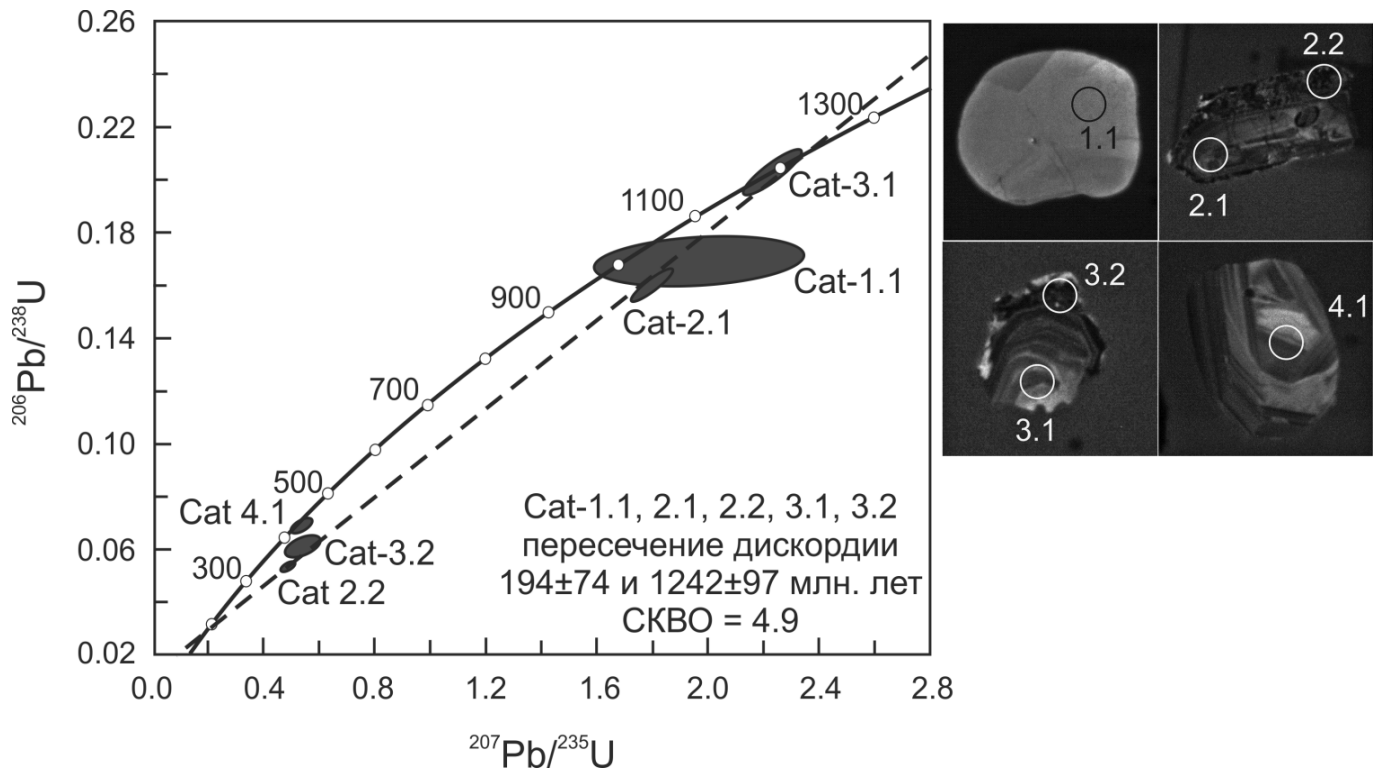 0.26
0.22
0.18
0.14
0.10
0.06
0.02
²⁰⁶Pb/²³⁸U
1300
1100
900
700
500
300
Cat-3.1
Cat-1.1
Cat-2.1
Cat 4.1
Cat-3.2
Cat 2.2
Cat-1.1, 2.1, 2.2, 3.1, 3.2
пересечение дискордии
194±74 и 1242±97 млн. лет
СКВО = 4.9
0.0 0.4 0.8 1.2 1.6 2.0 2.4 2.8
²⁰⁷Pb/²³⁵U
1.1
2.2
2.1
3.2
3.1
4.1